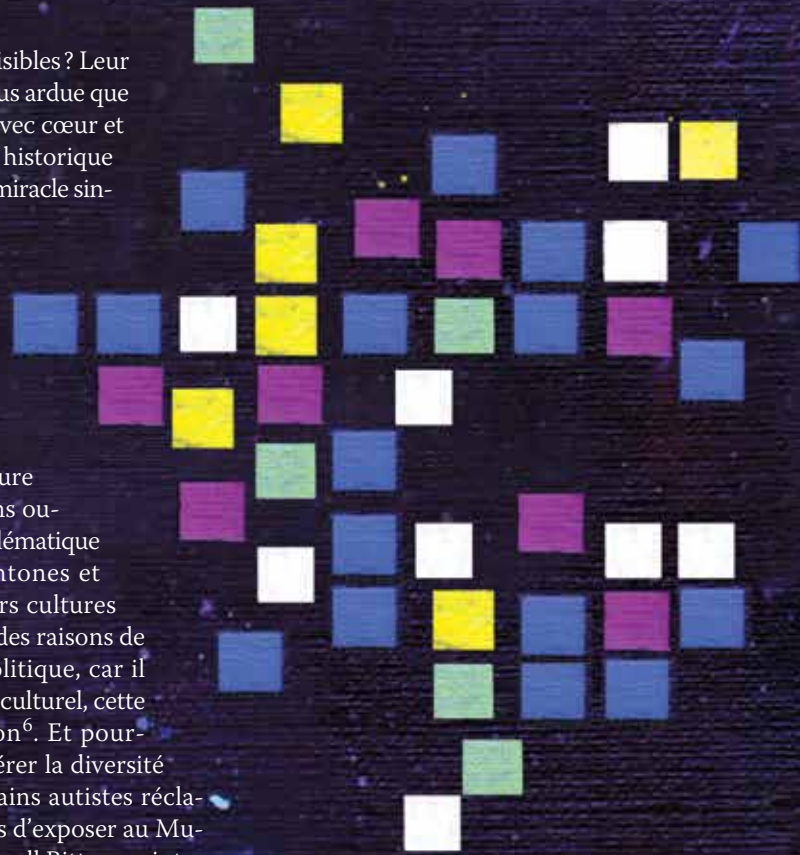 isibles ? Leur
us ardue que
vec cœur et
historique
miracle sin-
ure
ns ou-
lématique
ntones et
rs cultures
des raisons de
olitique, car il
culturel, cette
on⁶. Et pour-
érer la diversité
ains autistes récla-
s d'exposer au Mu-